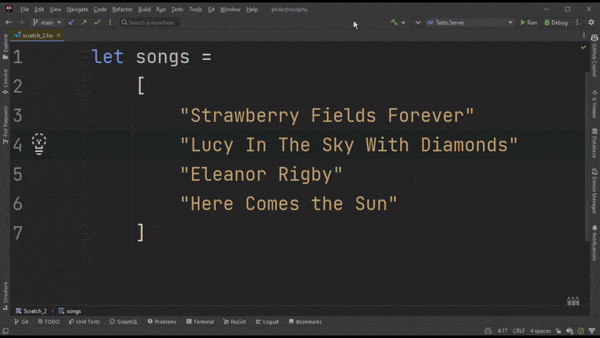 File Edit View Navigate Code Refactor Build Run Tests Tools Git Window Help
main
Search everywhere
Tests.Server
Run
Debug
scratch_2.fsx
1 let songs =
2 [
3 "Strawberry Fields Forever"
4 "Lucy In The Sky With Diamonds"
5 "Eleanor Rigby"
6 "Here Comes the Sun"
7 ]
Explorer
Commit
Pull Requests
Structure
GitHub Copilot
Database
Device Manager
Notifications
Scratch_2 songs
Git TODO Unit Tests GraphQL Problems Terminal NuGet Logcat Bookmarks
4:17 CRLF 4 spaces